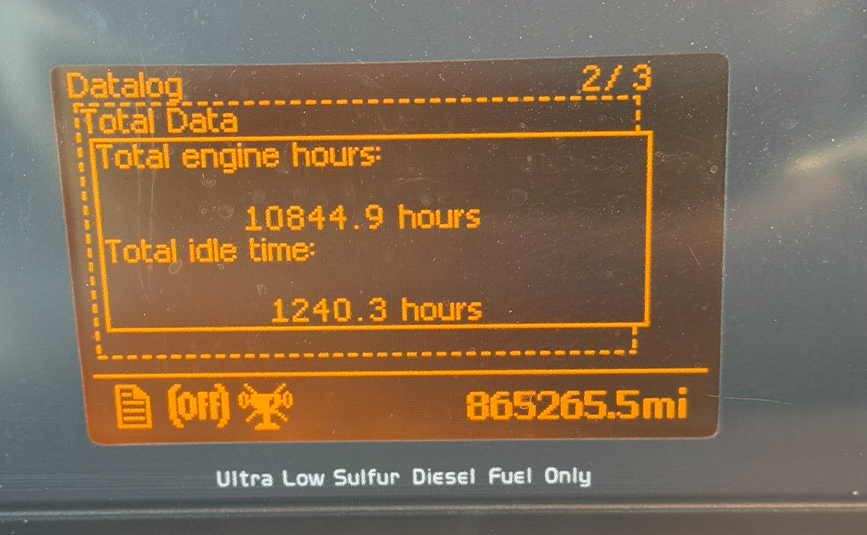 Datalog 2/3
Total Data
Total engine hours:
10844.9 hours
Total idle time:
1240.3 hours
(Off) 865265.5mi
Ultra Low Sulfur Diesel Fuel Only